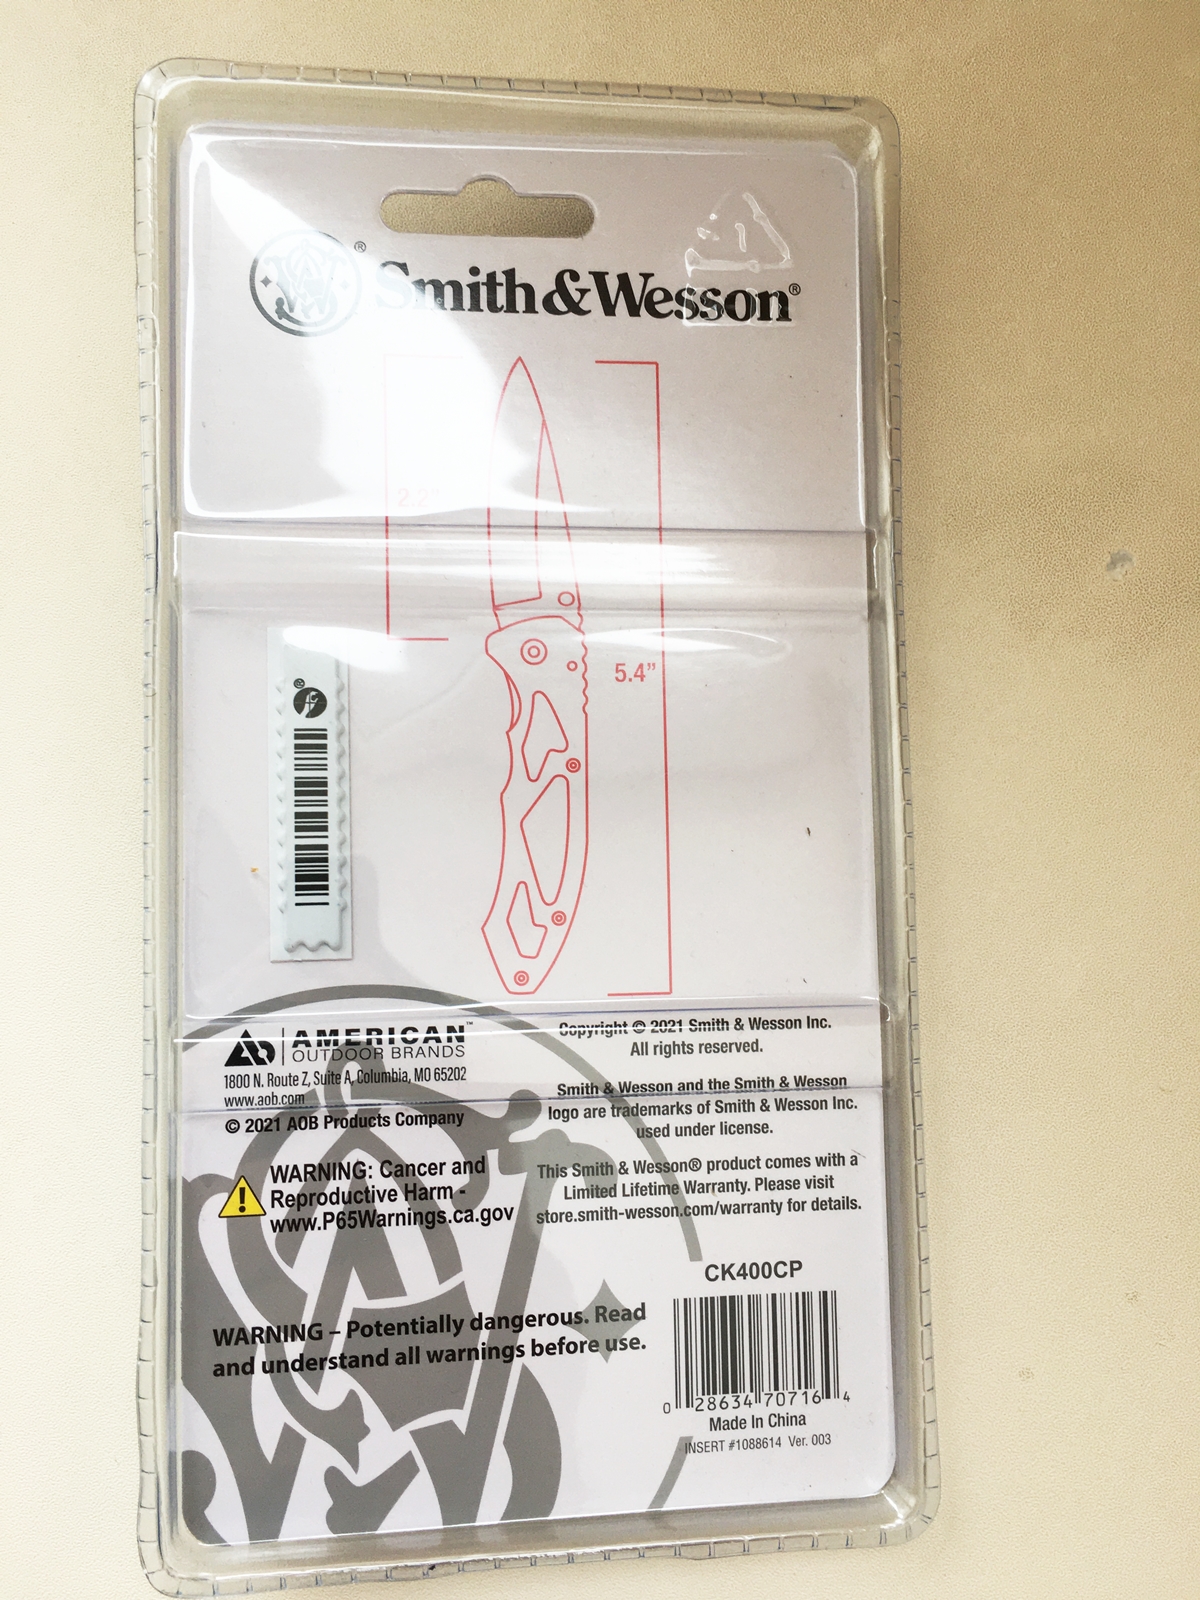 Smith & Wesson®
2.2"
5.4"
AMERICAN™
OUTDOOR BRANDS
1800 N. Route Z, Suite A, Columbia, MO 65202
www.aob.com
© 2021 AOB Products Company
WARNING: Cancer and
Reproductive Harm -
www.P65Warnings.ca.gov
Copyright © 2021 Smith & Wesson Inc.
All rights reserved.
Smith & Wesson and the Smith & Wesson
logo are trademarks of Smith & Wesson Inc.
used under license.
This Smith & Wesson® product comes with a
Limited Lifetime Warranty. Please visit
store.smith-wesson.com/warranty for details.
WARNING – Potentially dangerous. Read
and understand all warnings before use.
CK400CP
0 28634 70716 4
Made In China
INSERT #1088614 Ver. 003